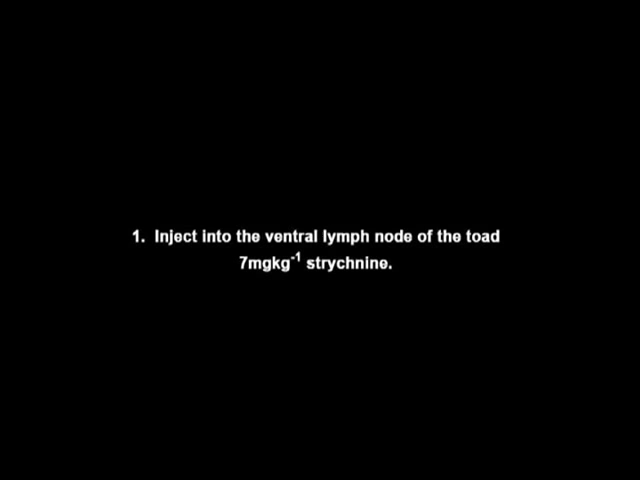 1. Inject into the ventral lymph node of the toad
7mgkg⁻¹ strychnine.